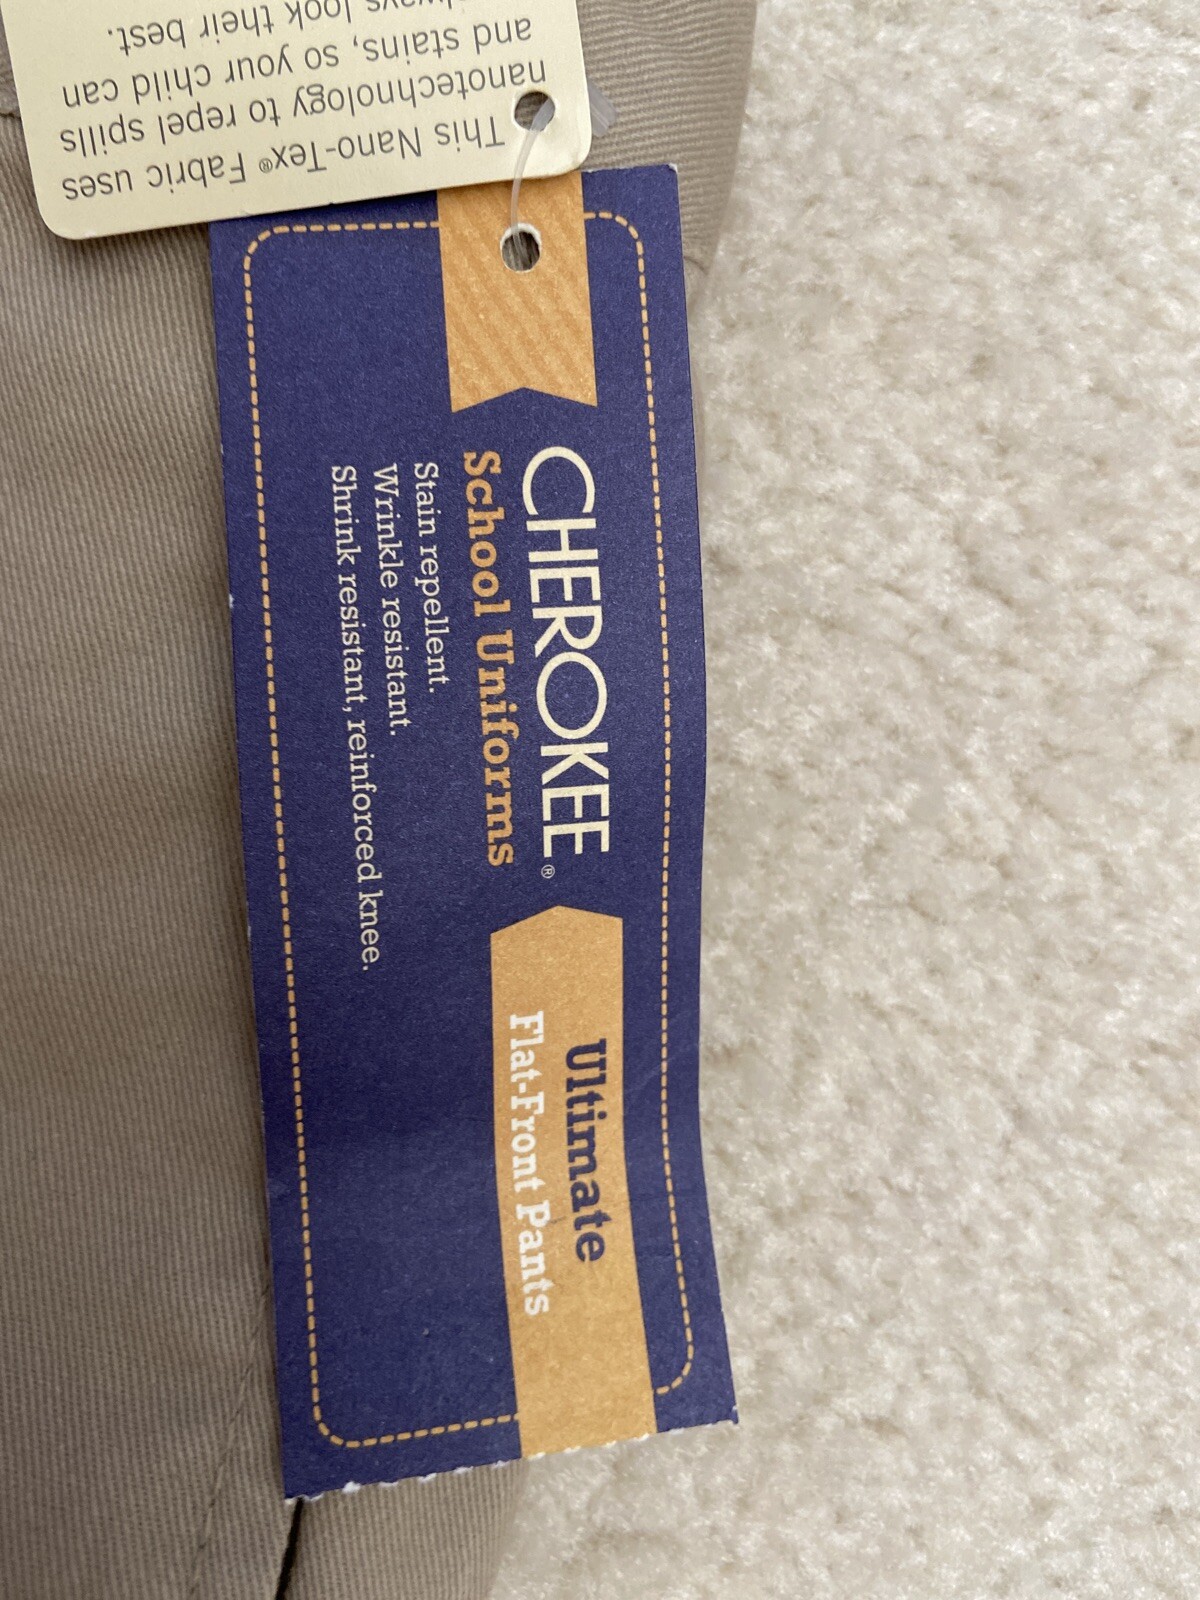 This Nano-Tex® Fabric uses
nanotechnology to repel spills
and stains, so your child can
always look their best.
CHEROKEE®
School Uniforms
Stain repellent.
Wrinkle resistant.
Shrink resistant, reinforced knee.
Ultimate
Flat-Front Pants